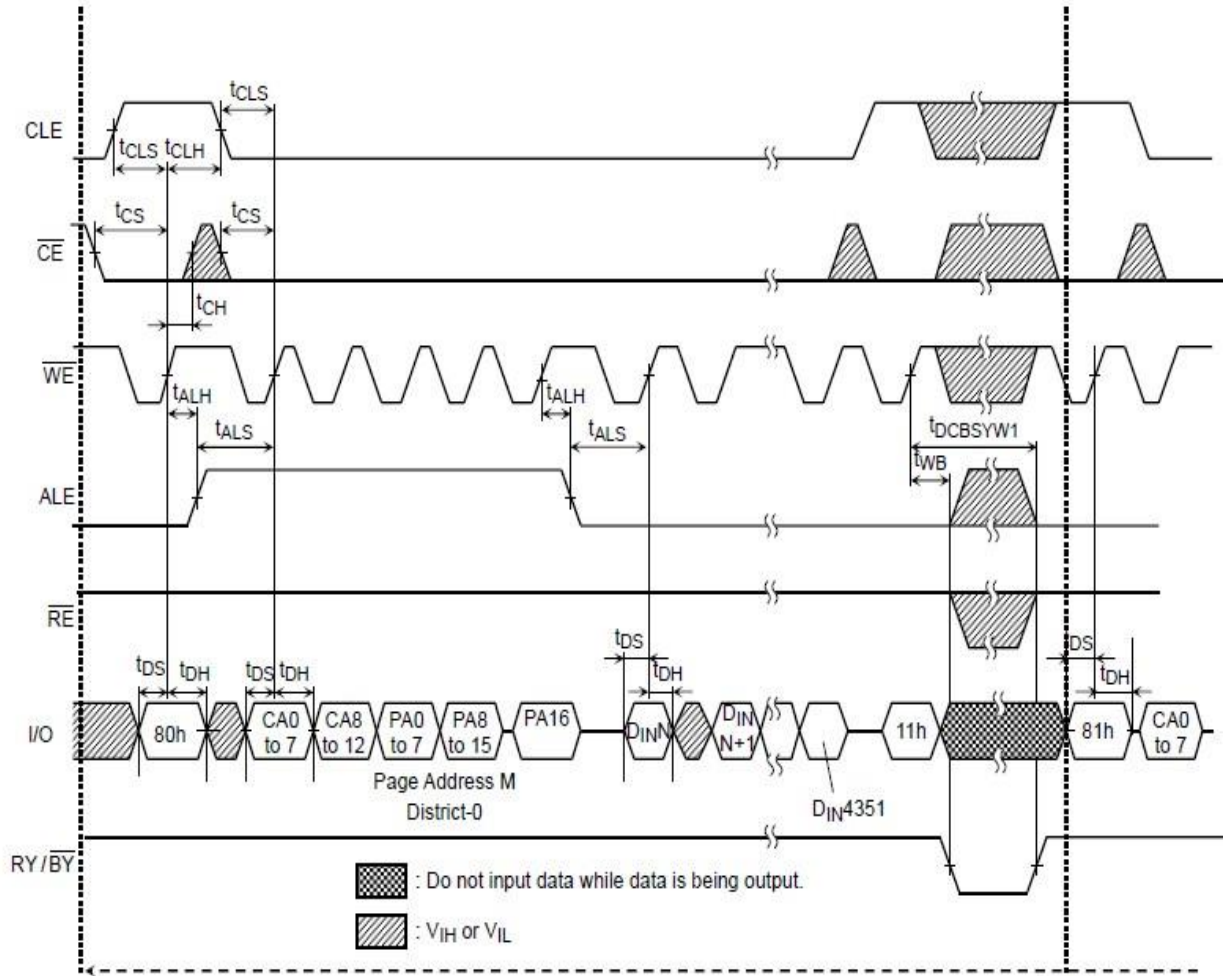 tCLS
CLE
tCLS tCLH
tCS
tCS
CE
tCH
WE
tALH
tALH
tDCBSYW1
tALS
tALS
tWB
ALE
RE
tDS
DS
tDS
tDH
tDS
tDH
tDH
tDH
I/O
80h
CA0 to 7
CA8 to 12
PA0 to 7
PA8 to 15
PA16
DINN
DIN N+1
11h
81h
CA0 to 7
Page Address M
District-0
DIN4351
RY/BY
: Do not input data while data is being output.
: VIH or VIL